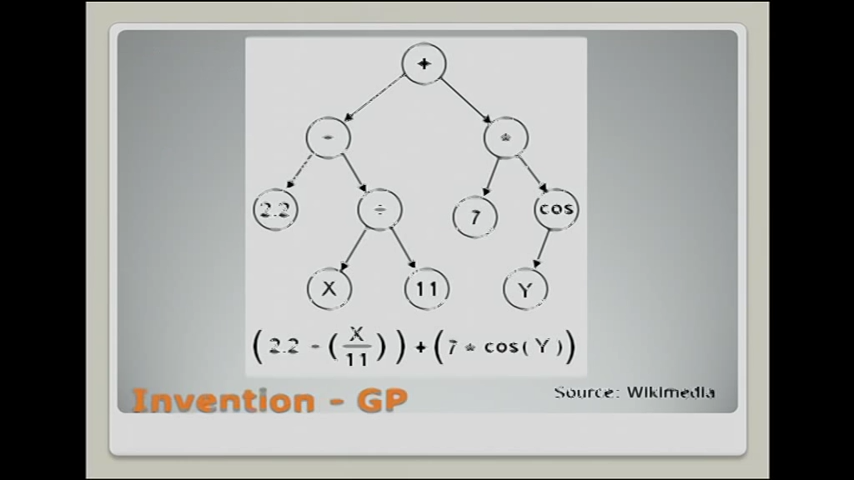 +
- *
2.2 ÷ 7 cos
X 11 Y
(2.2 - (X/11)) + (7 * cos(Y))
Invention - GP
Source: Wikimedia